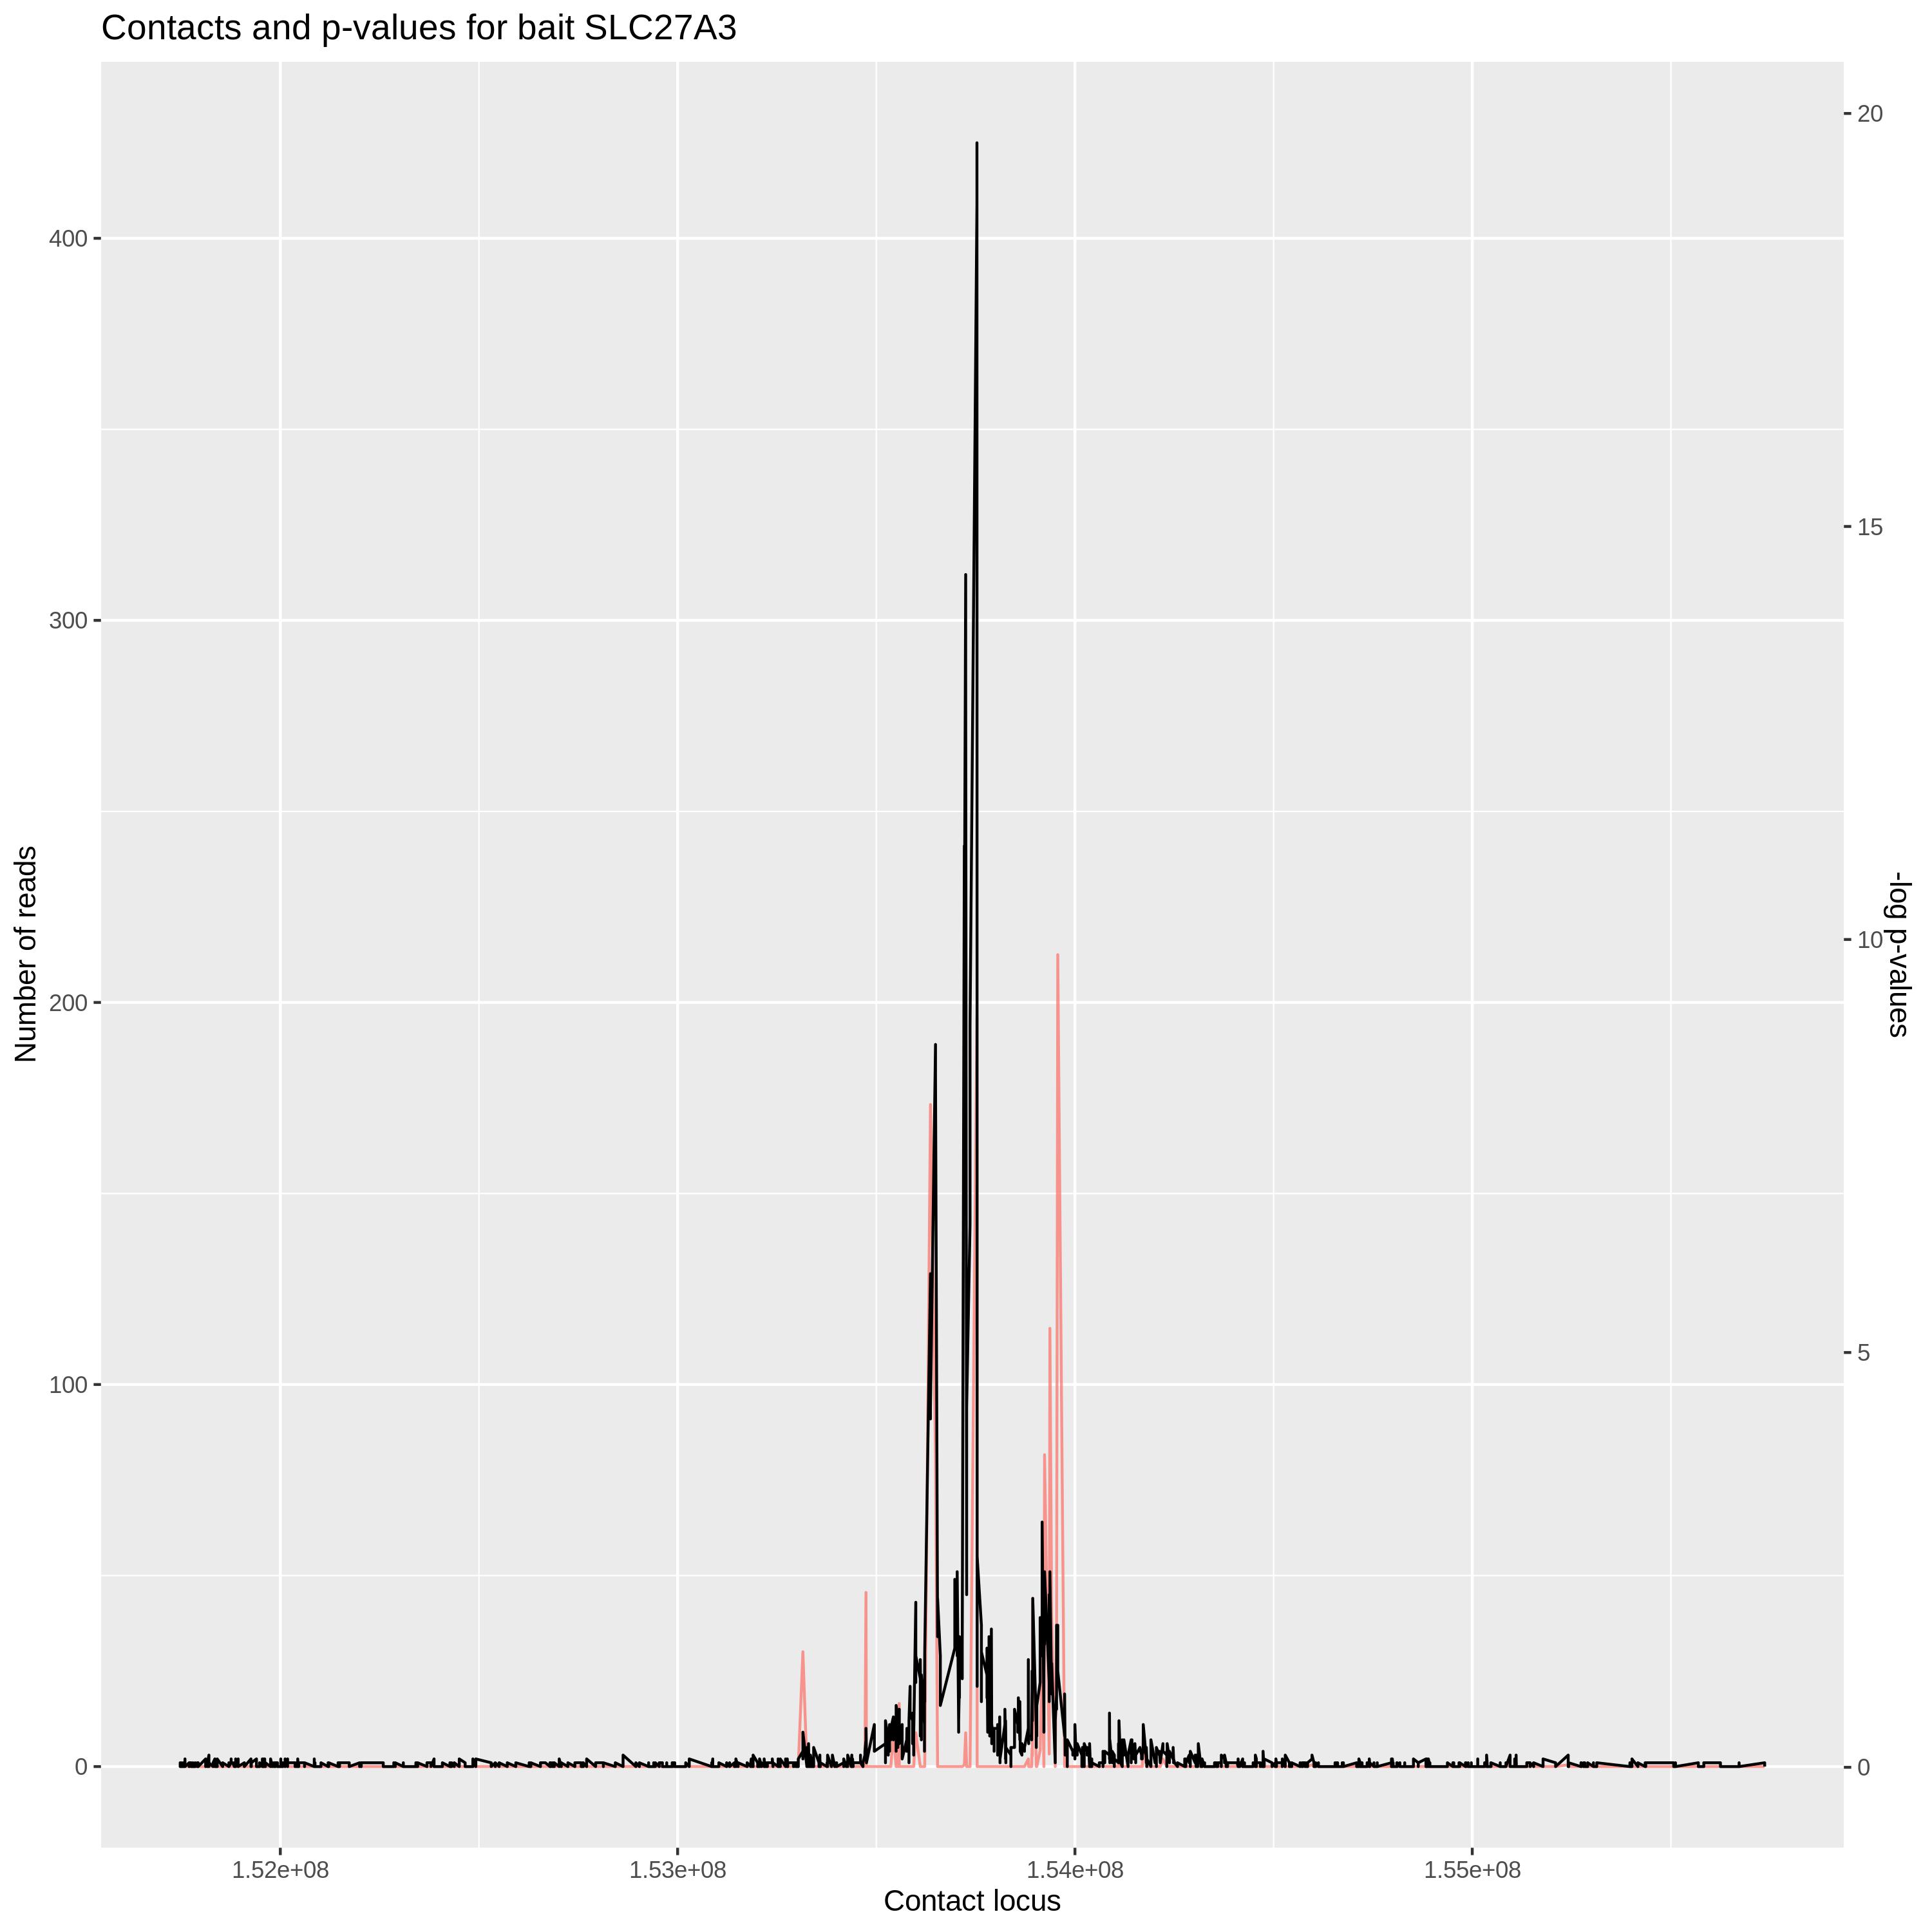 Contacts and p-values for bait SLC27A3
Number of reads
400
300
200
100
0
20
15
10
5
0
-log p-values
1.52e+08
1.53e+08
1.54e+08
1.55e+08
Contact locus